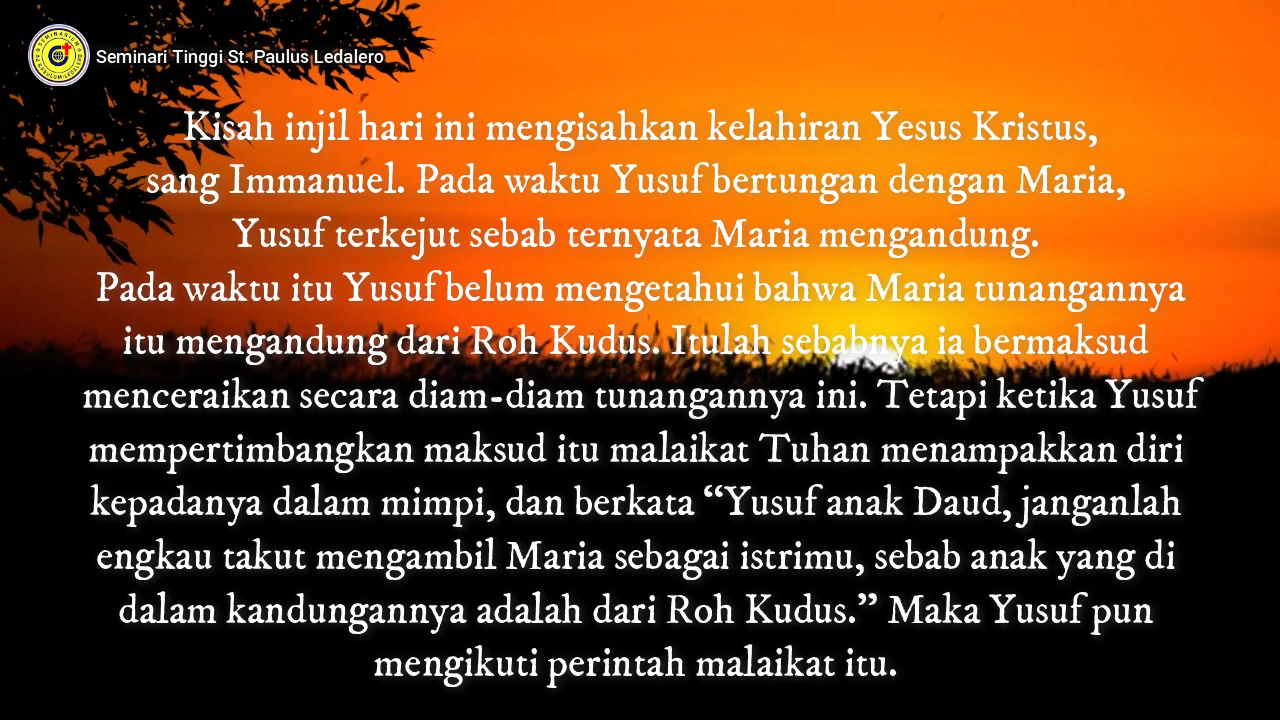 Seminari Tinggi St. Paulus Ledalero
Kisah injil hari ini mengisahkan kelahiran Yesus Kristus,
sang Immanuel. Pada waktu Yusuf bertungan dengan Maria,
Yusuf terkejut sebab ternyata Maria mengandung.
Pada waktu itu Yusuf belum mengetahui bahwa Maria tunangannya
itu mengandung dari Roh Kudus. Itulah sebabnya ia bermaksud
menceraikan secara diam-diam tunangannya ini. Tetapi ketika Yusuf
mempertimbangkan maksud itu malaikat Tuhan menampakkan diri
kepadanya dalam mimpi, dan berkata “Yusuf anak Daud, janganlah
engkau takut mengambil Maria sebagai istrimu, sebab anak yang di
dalam kandungannya adalah dari Roh Kudus.” Maka Yusuf pun
mengikuti perintah malaikat itu.